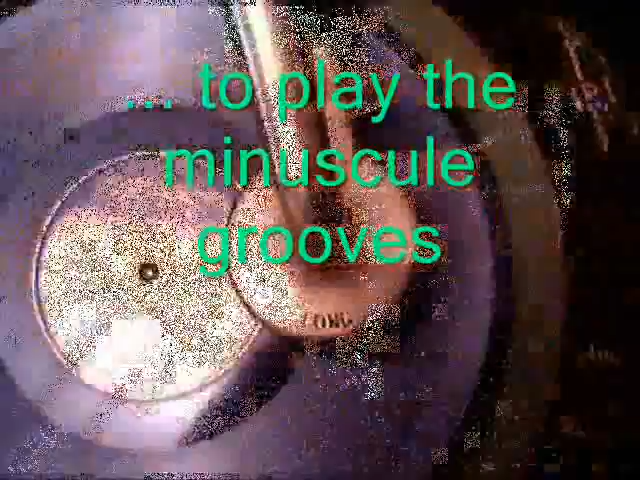 ... to play the
minuscule
grooves